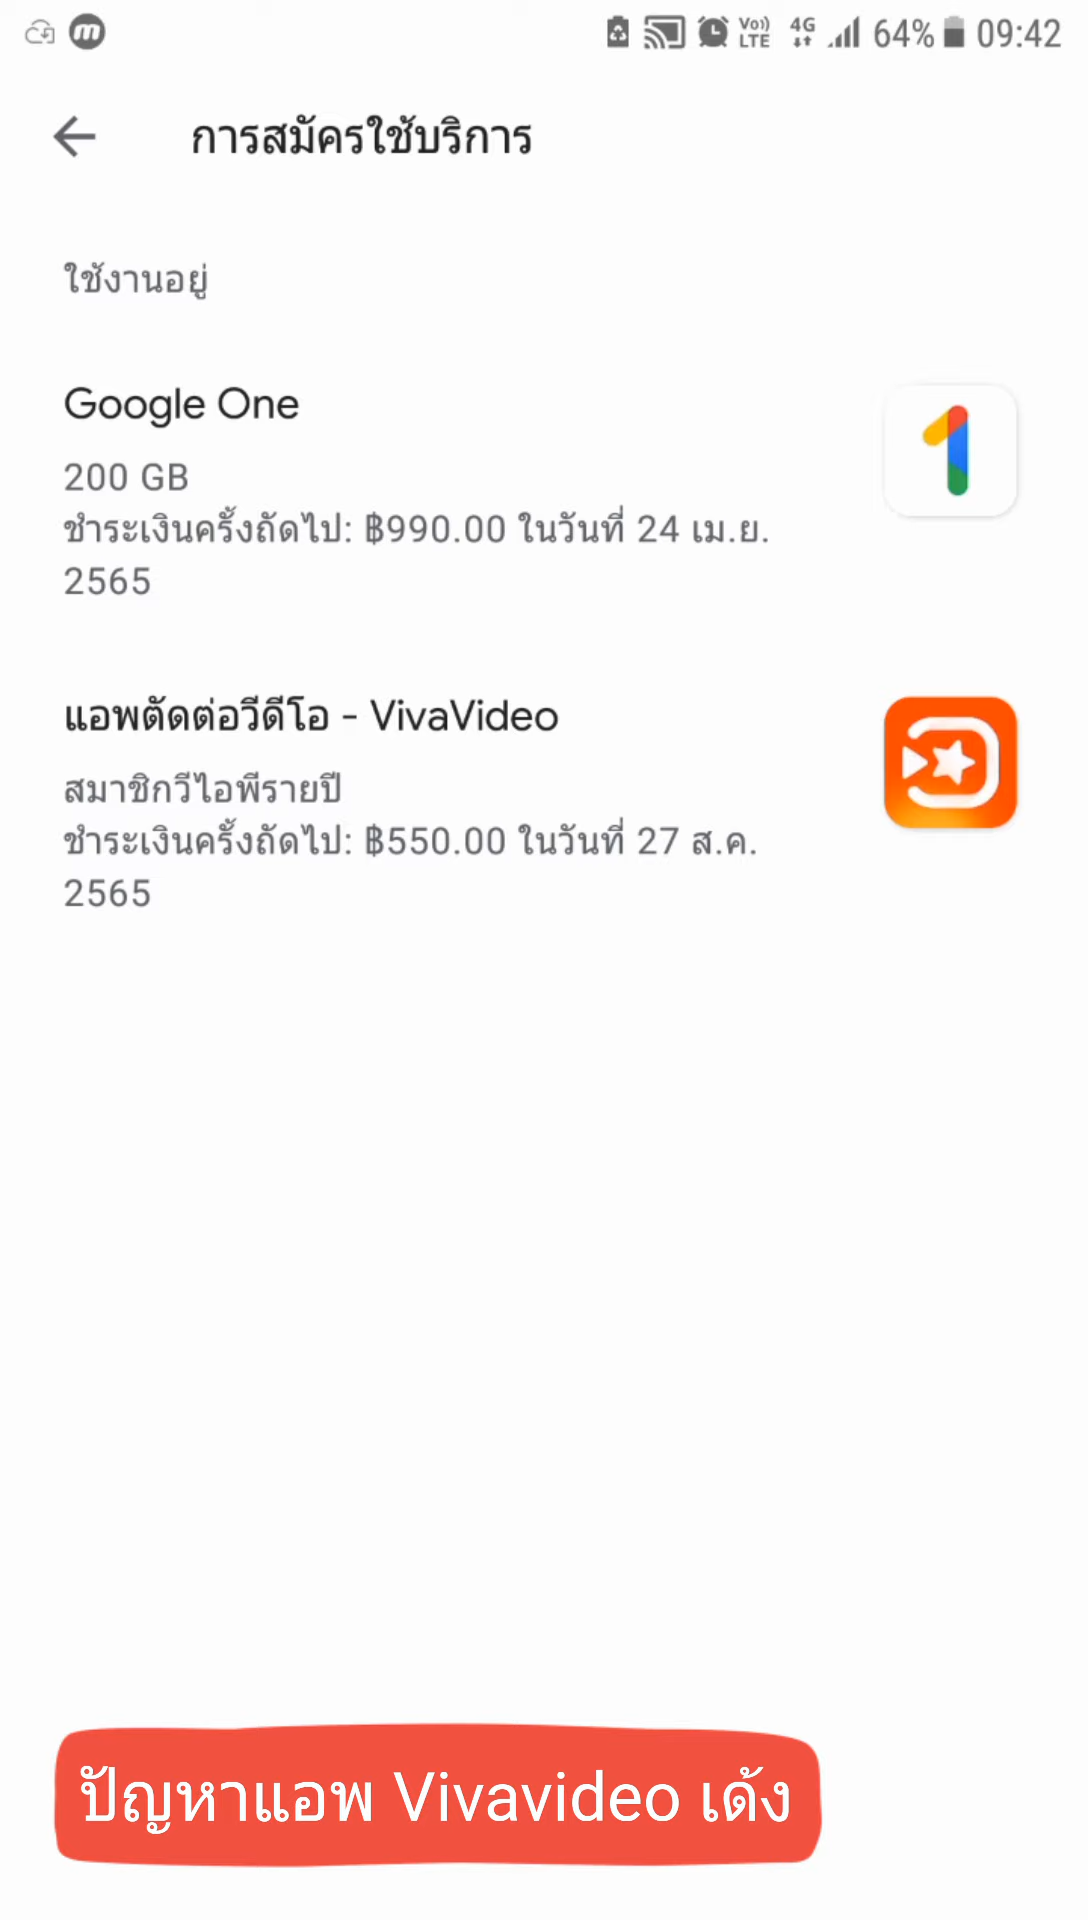 m Vo)) LTE 4G 64% 09:42
การสมัครใช้บริการ
ใช้งานอยู่
Google One
200 GB
ชำระเงินครั้งถัดไป: ฿990.00 ในวันที่ 24 เม.ย.
2565
แอพตัดต่อวีดีโอ - VivaVideo
สมาชิกวีไอพีรายปี
ชำระเงินครั้งถัดไป: ฿550.00 ในวันที่ 27 ส.ค.
2565
ปัญหาแอพ Vivavideo เด้ง